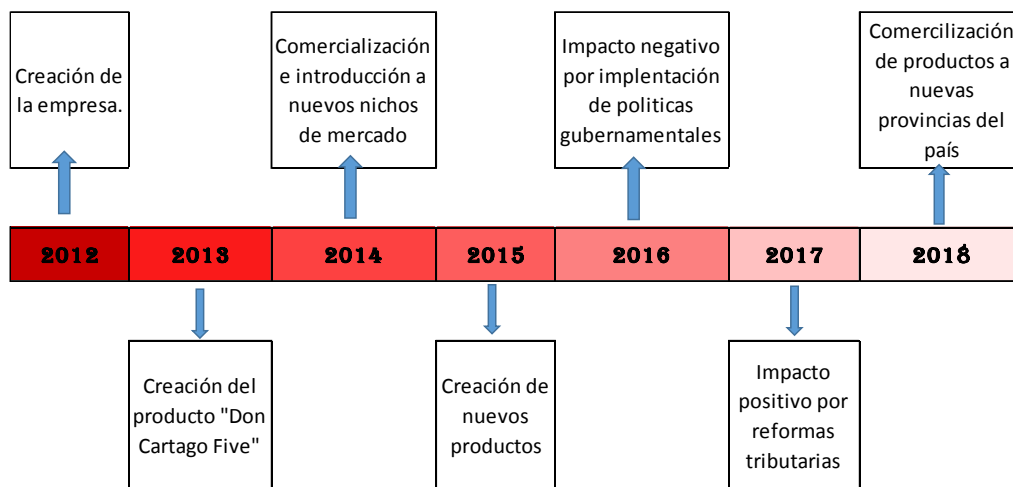 Creación de
la empresa.
Comercialización
e introducción a
nuevos nichos
de mercado
Impacto negativo
por implentación
de politicas
gubernamentales
Comercilización
de productos a
nuevas
provincias del
país
2012
2013
2014
2015
2016
2017
2018
Creación del
producto "Don
Cartago Five"
Creación de
nuevos
productos
Impacto
positivo por
reformas
tributarias